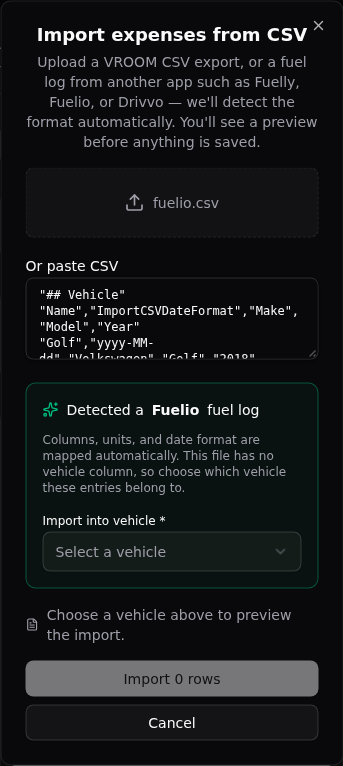 Import expenses from CSV
Upload a VROOM CSV export, or a fuel
log from another app such as Fuelly,
Fuelio, or Drivvo — we'll detect the
format automatically. You'll see a preview
before anything is saved.
fuelio.csv
Or paste CSV
"## Vehicle"
"Name","ImportCSVDateFormat","Make",
"Model","Year"
"Golf","yyyy-MM-
dd","Volkswagen","Golf","2018"
Detected a Fuelio fuel log
Columns, units, and date format are
mapped automatically. This file has no
vehicle column, so choose which vehicle
these entries belong to.
Import into vehicle *
Select a vehicle
Choose a vehicle above to preview
the import.
Import 0 rows
Cancel